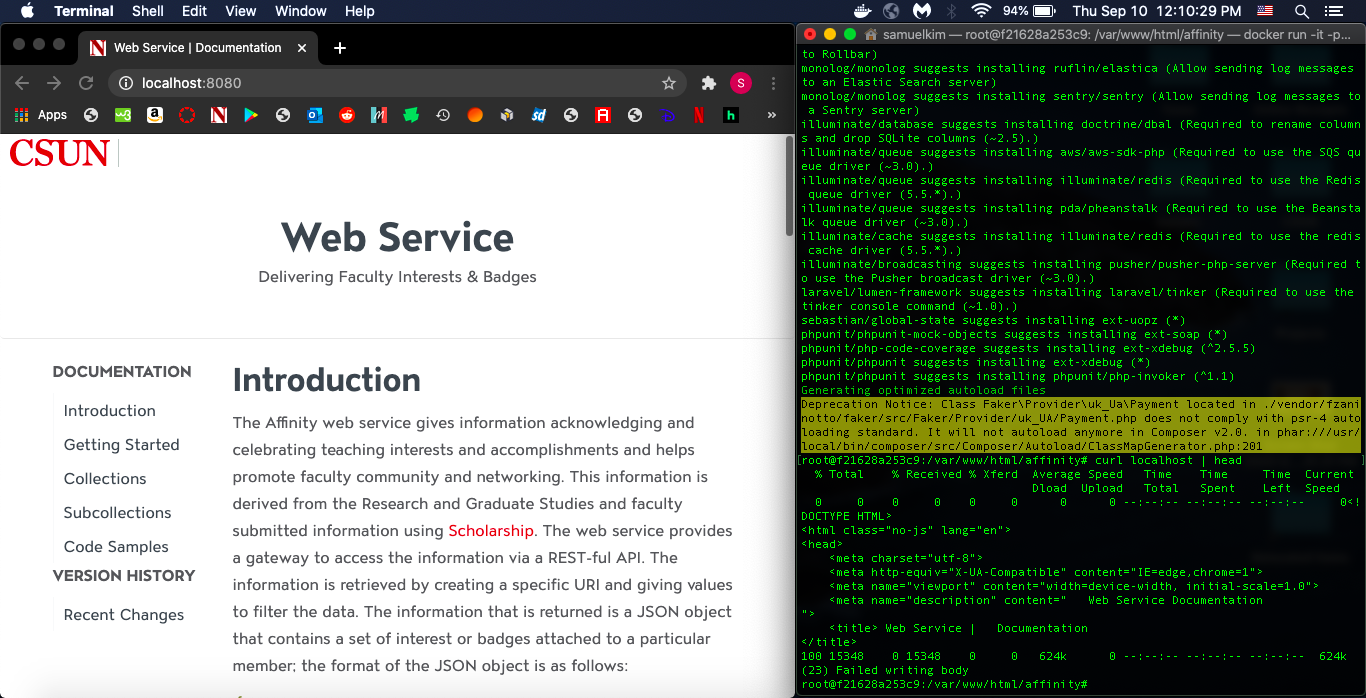 Terminal Shell Edit View Window Help 94% Thu Sep 10 12:10:29 PM
Web Service | Documentation
localhost:8080
S
Apps
CSUN
Web Service
Delivering Faculty Interests & Badges
DOCUMENTATION
Introduction
Getting Started
Collections
Subcollections
Code Samples
VERSION HISTORY
Recent Changes
Introduction
The Affinity web service gives information acknowledging and
celebrating teaching interests and accomplishments and helps
promote faculty community and networking. This information is
derived from the Research and Graduate Studies and faculty
submitted information using Scholarship. The web service provides
a gateway to access the information via a REST-ful API. The
information is retrieved by creating a specific URI and giving values
to filter the data. The information that is returned is a JSON object
that contains a set of interest or badges attached to a particular
member; the format of the JSON object is as follows:
samuelkim — root@f21628a253c9: /var/www/html/affinity — docker run -it -p...
to Rollbar)
monolog/monolog suggests installing ruflin/elastica (Allow sending log messages
to an Elastic Search server)
monolog/monolog suggests installing sentry/sentry (Allow sending log messages to
a Sentry server)
illuminate/database suggests installing doctrine/dbal (Required to rename column
s and drop SQLite columns (~2.5).)
illuminate/queue suggests installing aws/aws-sdk-php (Required to use the SQS qu
eue driver (~3.0).)
illuminate/queue suggests installing illuminate/redis (Required to use the Redis
queue driver (5.5.*).)
illuminate/queue suggests installing pda/pheanstalk (Required to use the Beansta
lk queue driver (~3.0).)
illuminate/cache suggests installing illuminate/redis (Required to use the redis
cache driver (5.5.*).)
illuminate/broadcasting suggests installing pusher/pusher-php-server (Required t
o use the Pusher broadcast driver (~3.0).)
laravel/lumen-framework suggests installing laravel/tinker (Required to use the
tinker console command (~1.0).)
sebastian/global-state suggests installing ext-uopz (*)
phpunit/phpunit-mock-objects suggests installing ext-soap (*)
phpunit/php-code-coverage suggests installing ext-xdebug (^2.5.5)
phpunit/phpunit suggests installing ext-xdebug (*)
phpunit/phpunit suggests installing phpunit/php-invoker (^1.1)
Generating optimized autoload files
Deprecation Notice: Class Faker\Provider\uk_Ua\Payment located in ./vendor/fzani
notto/faker/src/Faker/Provider/uk_UA/Payment.php does not comply with psr-4 auto
loading standard. It will not autoload anymore in Composer v2.0. in phar:///usr/
local/bin/composer/src/Composer/Autoload/ClassMapGenerator.php:201
[root@f21628a253c9:/var/www/html/affinity# curl localhost | head ]
% Total % Received % Xferd Average Speed Time Time Time Current
Dload Upload Total Spent Left Speed
0 0 0 0 0 0 0 0 --:--:-- --:--:-- --:--:-- 0<!
DOCTYPE HTML>
<html class="no-js" lang="en">
<head>
<meta charset="utf-8">
<meta http-equiv="X-UA-Compatible" content="IE=edge,chrome=1">
<meta name="viewport" content="width=device-width, initial-scale=1.0">
<meta name="description" content=" Web Service Documentation
">
<title> Web Service | Documentation
</title>
100 15348 0 15348 0 0 624k 0 --:--:-- --:--:-- --:--:-- 624k
(23) Failed writing body
root@f21628a253c9:/var/www/html/affinity#